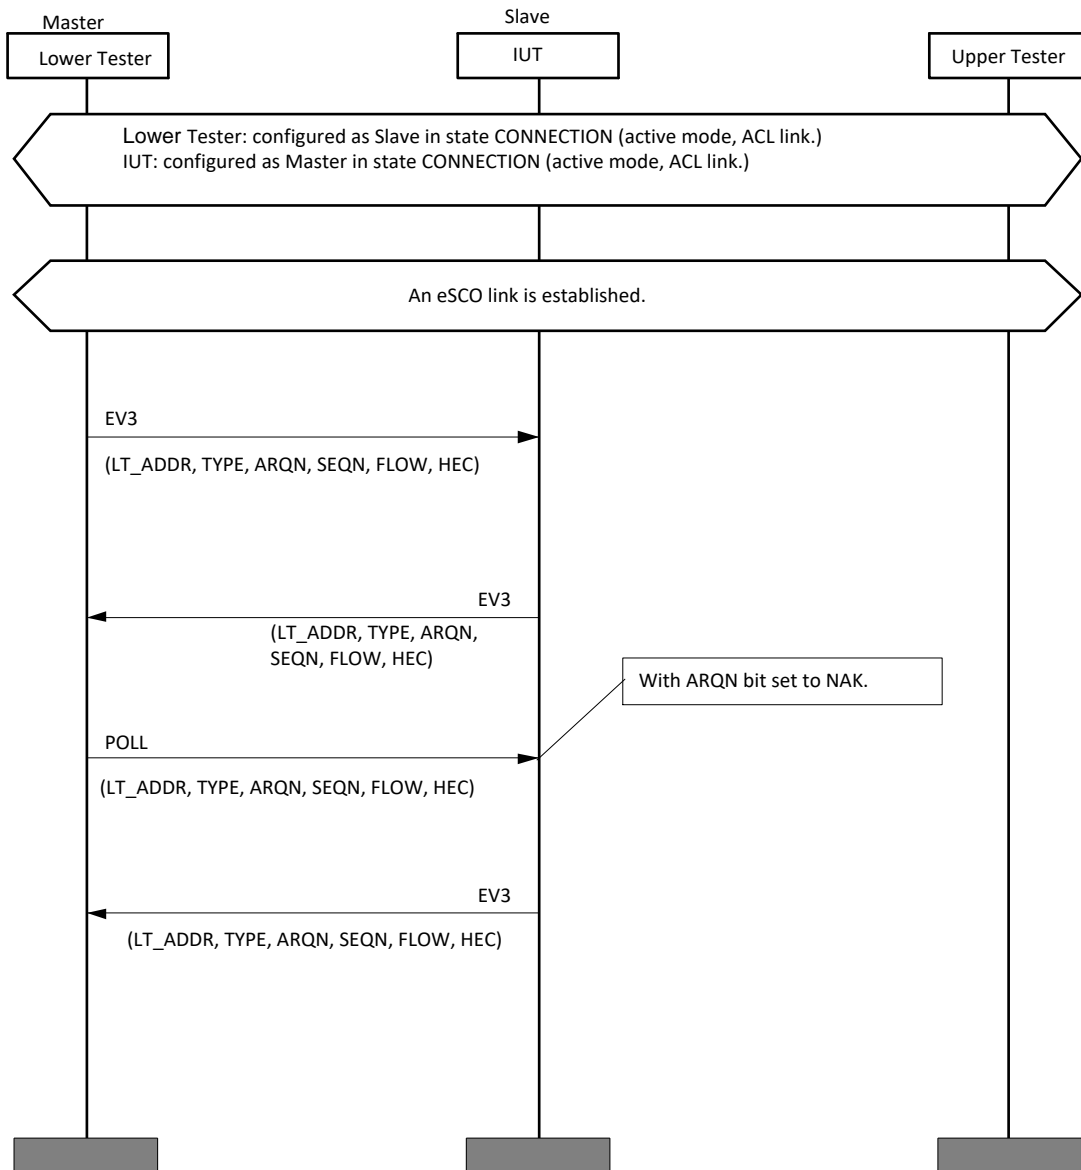 Master
Slave
Lower Tester
IUT
Upper Tester
Lower Tester: configured as Slave in state CONNECTION (active mode, ACL link.)
IUT: configured as Master in state CONNECTION (active mode, ACL link.)
An eSCO link is established.
EV3
(LT_ADDR, TYPE, ARQN, SEQN, FLOW, HEC)
EV3
(LT_ADDR, TYPE, ARQN,
SEQN, FLOW, HEC)
With ARQN bit set to NAK.
POLL
(LT_ADDR, TYPE, ARQN, SEQN, FLOW, HEC)
EV3
(LT_ADDR, TYPE, ARQN, SEQN, FLOW, HEC)